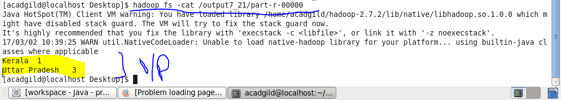 [acadgild@localhost Desktop]$ hadoop fs -cat /output7_21/part-r-00000
Java HotSpot(TM) Client VM warning: You have loaded library /home/acadgild/hadoop-2.7.2/lib/native/libhadoop.so.1.0.0 which m
ight have disabled stack guard. The VM will try to fix the stack guard now.
It's highly recommended that you fix the library with 'execstack -c <libfile>', or link it with '-z noexecstack'.
17/03/02 10:39:25 WARN util.NativeCodeLoader: Unable to load native-hadoop library for your platform... using builtin-java cl
asses where applicable
Kerala 1
Uttar Pradesh 3
[acadgild@localhost Desktop]$
O/P
[workspace - Java - pr... [Problem loading page... acadgild@localhost:~/...